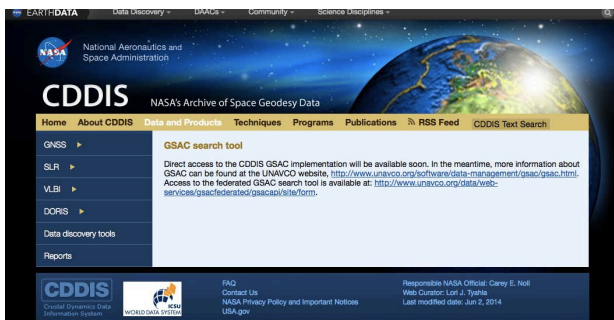 EARTHDATA Data Discovery DAACs Community Science Disciplines
NASA
National Aeronautics and
Space Administration
CDDIS NASA's Archive of Space Geodesy Data
Home About CDDIS Data and Products Techniques Programs Publications RSS Feed CDDIS Text Search
GNSS
SLR
VLBI
DORIS
Data discovery tools
Reports
GSAC search tool
Direct access to the CDDIS GSAC implementation will be available soon. In the meantime, more information about
GSAC can be found at the UNAVCO website, http://www.unavco.org/software/data-management/gsac/gsac.html.
Access to the federated GSAC search tool is available at: http://www.unavco.org/data/web-
services/gsacfederated/gsacapi/site/form.
CDDIS
Crustal Dynamics Data
Information System
ICSU
WORLD DATA SYSTEM
FAQ
Contact Us
NASA Privacy Policy and Important Notices
USA.gov
Responsible NASA Official: Carey E. Noll
Web Curator: Lori J. Tyahla
Last modified date: Jun 2, 2014